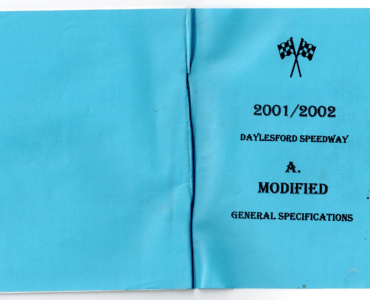 2001/2002
DAYLESFORD SPEEDWAY
A.
MODIFIED
GENERAL SPECIFICATIONS